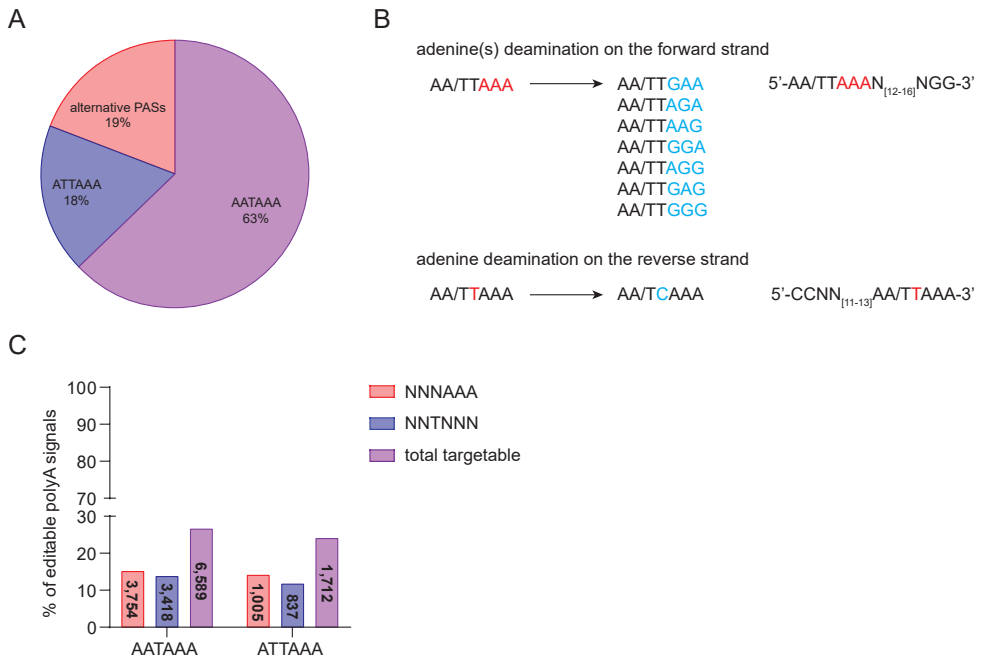 A
alternative PASs
19%
ATTAAA
18%
AATAAA
63%
B
adenine(s) deamination on the forward strand
AA/TTAAA
AA/TTGAA
AA/TTAGA
AA/TTAAG
AA/TTGGA
AA/TTAGG
AA/TTGAG
AA/TTGGG
5'-AA/TTAAAN[12-16]NGG-3'
adenine deamination on the reverse strand
AA/TTAAA
AA/TCAAA
5'-CCNN[11-13]AA/TTAAA-3'
C
% of editable polyA signals
100
90
80
70
30
20
10
0
3,754
3,418
6,589
1,005
837
1,712
AATAAA
ATTAAA
NNNAAA
NNTNNN
total targetable